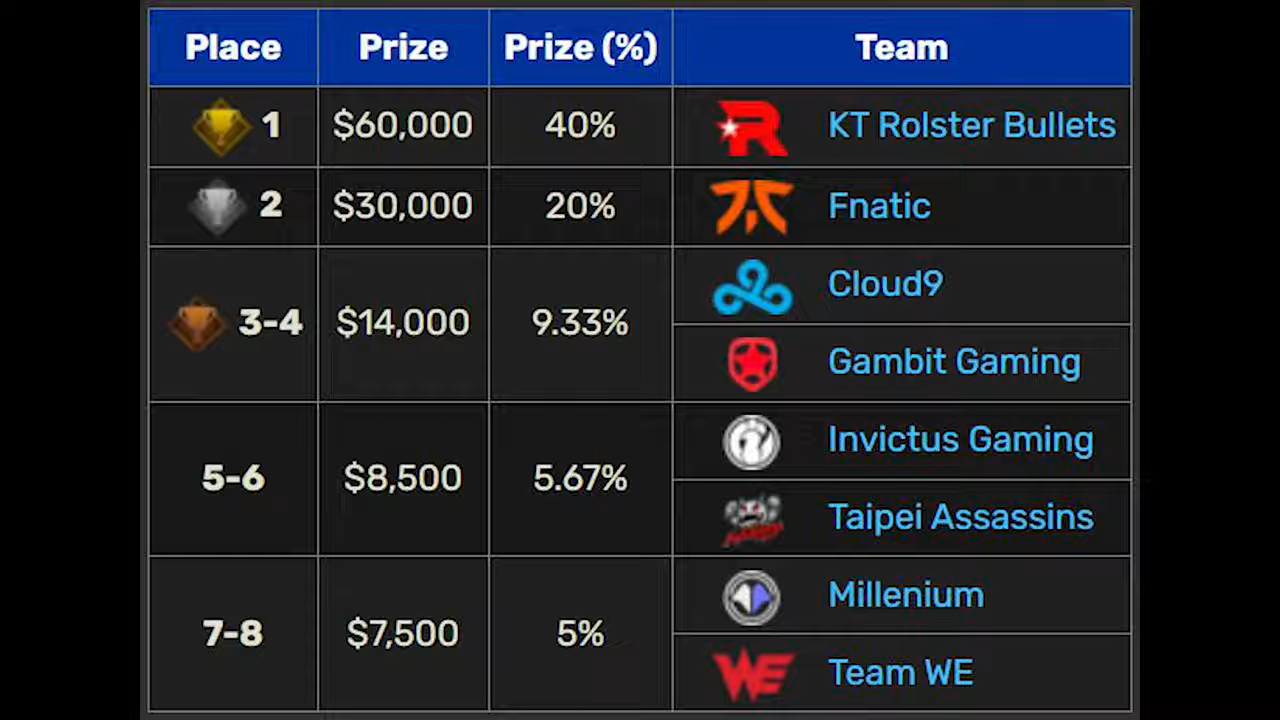 Place Prize Prize (%) Team
1 $60,000 40% KT Rolster Bullets
2 $30,000 20% Fnatic
3-4 $14,000 9.33% Cloud9
Gambit Gaming
5-6 $8,500 5.67% Invictus Gaming
Taipei Assassins
7-8 $7,500 5% Millenium
Team WE